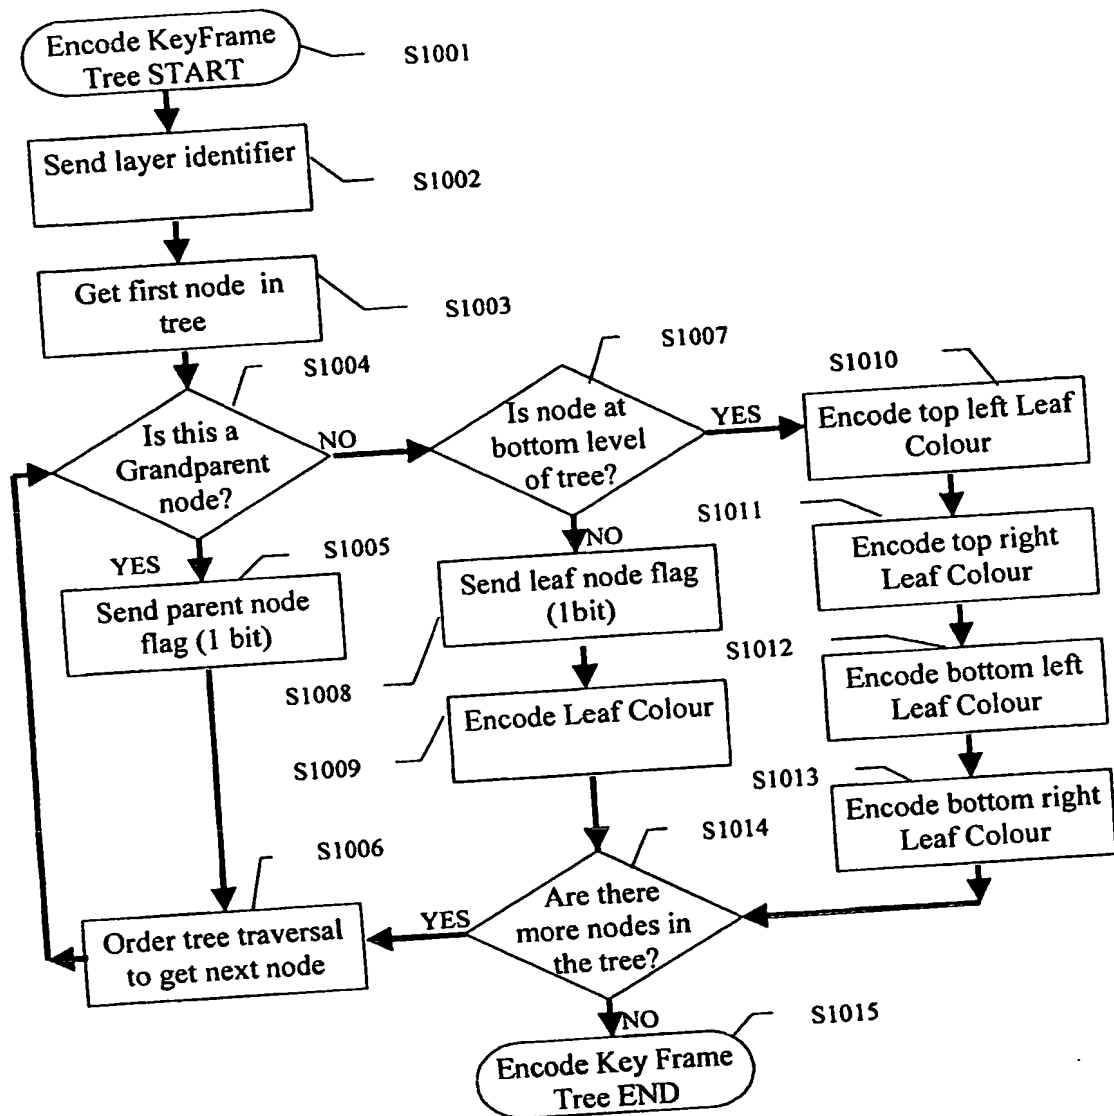 Encode KeyFrame
Tree START
S1001
Send layer identifier
S1002
Get first node in
tree
S1003
Is this a
Grandparent
node?
S1004
NO
YES
Send parent node
flag (1 bit)
S1005
Order tree traversal
to get next node
S1006
Is node at
bottom level
of tree?
S1007
YES
NO
Send leaf node flag
(1bit)
S1008
Encode Leaf Colour
S1009
Encode top left Leaf
Colour
S1010
Encode top right
Leaf Colour
S1011
Encode bottom left
Leaf Colour
S1012
Encode bottom right
Leaf Colour
S1013
Are there
more nodes in
the tree?
S1014
YES
NO
Encode Key Frame
Tree END
S1015